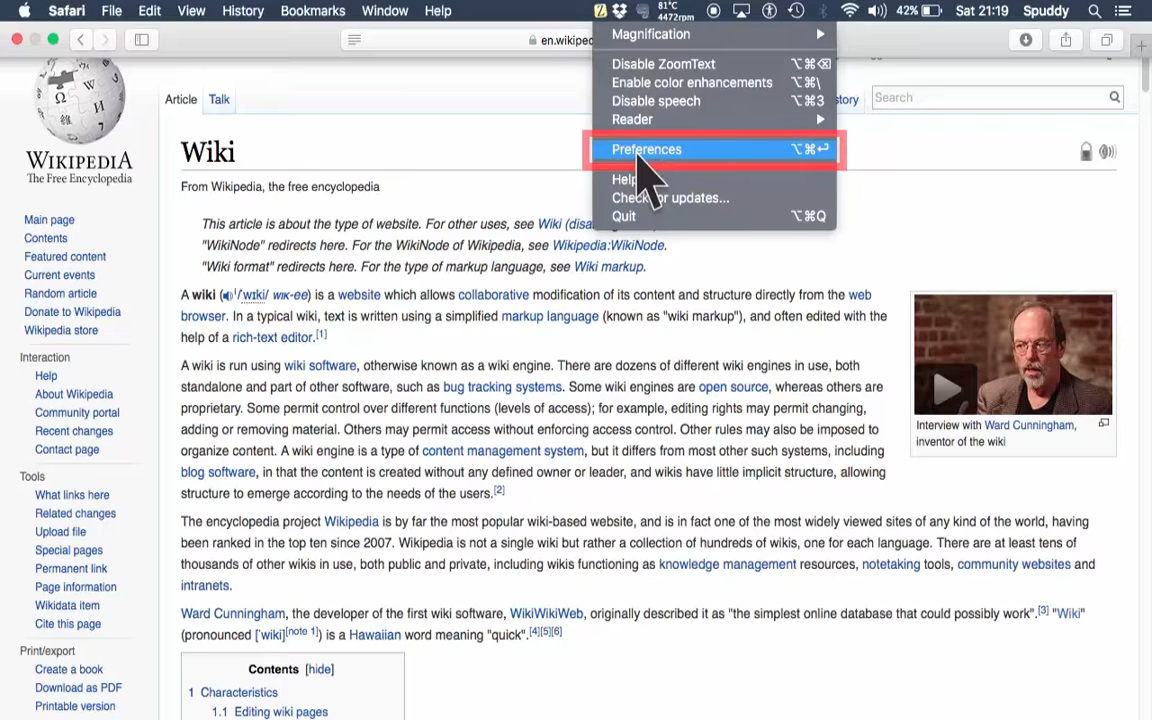 Safari File Edit View History Bookmarks Window Help 81°C 4472rpm 42% Sat 21:19 Spuddy
en.wikiped
Magnification
Disable ZoomText ⌥⌘⌫
Enable color enhancements ⌥⌘\
Disable speech ⌥⌘3
Reader
Preferences ⌥⌘↩
Help
Check for updates...
Quit ⌥⌘Q
WIKIPEDIA
The Free Encyclopedia
Main page
Contents
Featured content
Current events
Random article
Donate to Wikipedia
Wikipedia store
Interaction
Help
About Wikipedia
Community portal
Recent changes
Contact page
Tools
What links here
Related changes
Upload file
Special pages
Permanent link
Page information
Wikidata item
Cite this page
Print/export
Create a book
Download as PDF
Printable version
Article Talk
story
Search
Wiki
From Wikipedia, the free encyclopedia
This article is about the type of website. For other uses, see Wiki (disa
"WikiNode" redirects here. For the WikiNode of Wikipedia, see Wikipedia:WikiNode.
"Wiki format" redirects here. For the type of markup language, see Wiki markup.
A wiki (/ˈwɪki/ WIK-ee) is a website which allows collaborative modification of its content and structure directly from the web
browser. In a typical wiki, text is written using a simplified markup language (known as "wiki markup"), and often edited with the
help of a rich-text editor.[1]
A wiki is run using wiki software, otherwise known as a wiki engine. There are dozens of different wiki engines in use, both
standalone and part of other software, such as bug tracking systems. Some wiki engines are open source, whereas others are
proprietary. Some permit control over different functions (levels of access); for example, editing rights may permit changing,
adding or removing material. Others may permit access without enforcing access control. Other rules may also be imposed to
organize content. A wiki engine is a type of content management system, but it differs from most other such systems, including
blog software, in that the content is created without any defined owner or leader, and wikis have little implicit structure, allowing
structure to emerge according to the needs of the users.[2]
Interview with Ward Cunningham,
inventor of the wiki
The encyclopedia project Wikipedia is by far the most popular wiki-based website, and is in fact one of the most widely viewed sites of any kind of the world, having
been ranked in the top ten since 2007. Wikipedia is not a single wiki but rather a collection of hundreds of wikis, one for each language. There are at least tens of
thousands of other wikis in use, both public and private, including wikis functioning as knowledge management resources, notetaking tools, community websites and
intranets.
Ward Cunningham, the developer of the first wiki software, WikiWikiWeb, originally described it as "the simplest online database that could possibly work".[3] "Wiki"
(pronounced [ˈwiki][note 1]) is a Hawaiian word meaning "quick".[4][5][6]
Contents [hide]
1 Characteristics
1.1 Editing wiki pages